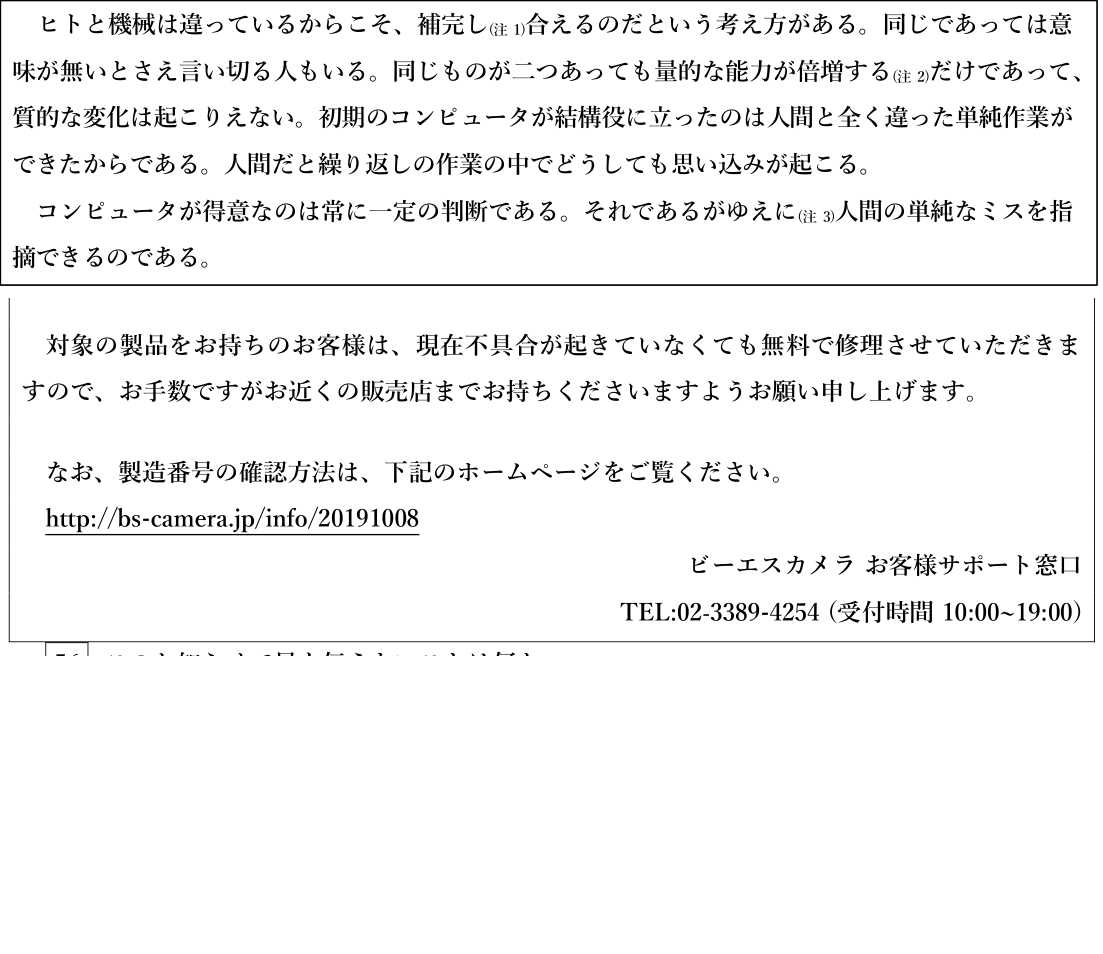 ヒトと機械は違っているからこそ、補完し(注 1)合えるのだという考え方がある。同じであっては意
味が無いとさえ言い切る人もいる。同じものが二つあっても量的な能力が倍増する(注 2)だけであって、
質的な変化は起こりえない。初期のコンピュータが結構役に立ったのは人間と全く違った単純作業が
できたからである。人間だと繰り返しの作業の中でどうしても思い込みが起こる。
コンピュータが得意なのは常に一定の判断である。それであるがゆえに(注 3)人間の単純なミスを指
摘できるのである。
対象の製品をお持ちのお客様は、現在不具合が起きていなくても無料で修理させていただきま
すので、お手数ですがお近くの販売店までお持ちくださいますようお願い申し上げます。
なお、製造番号の確認方法は、下記のホームページをご覧ください。
http://bs-camera.jp/info/20191008
ビーエスカメラ お客様サポート窓口
TEL:02-3389-4254 (受付時間 10:00~19:00)